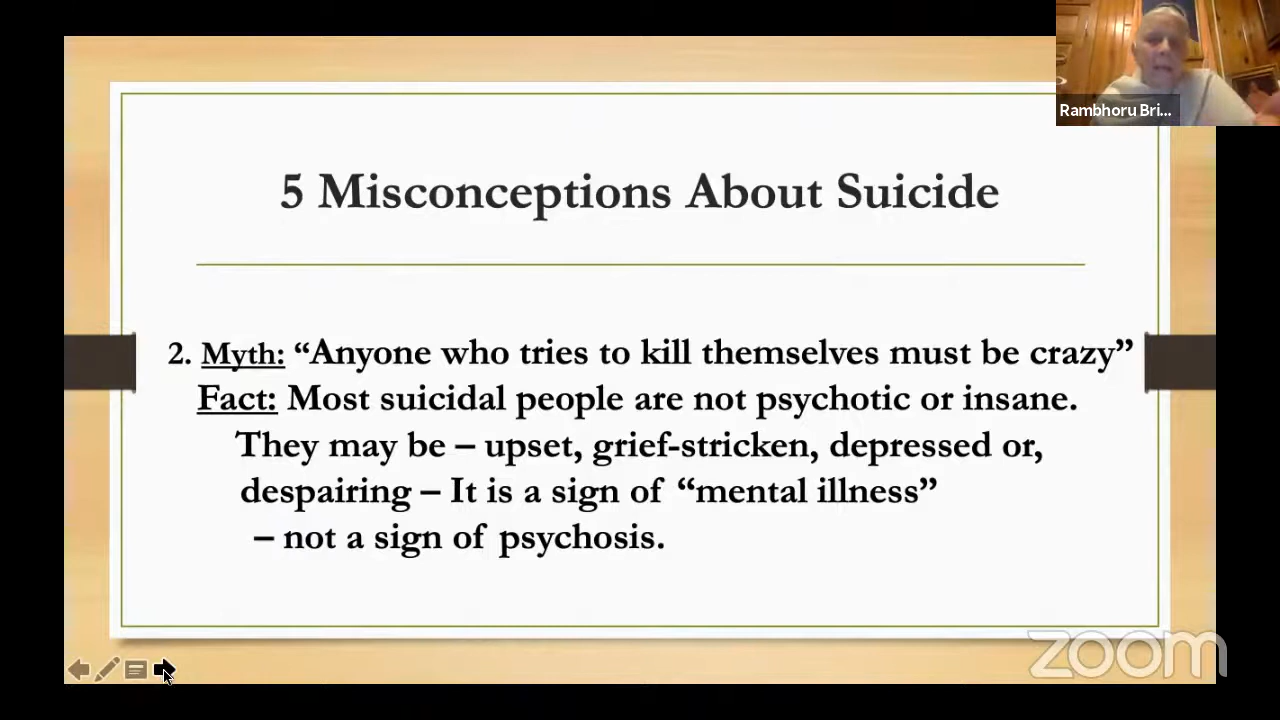 Rambhoru Bri...
5 Misconceptions About Suicide
2. Myth: “Anyone who tries to kill themselves must be crazy”
Fact: Most suicidal people are not psychotic or insane.
They may be – upset, grief-stricken, depressed or,
despairing – It is a sign of “mental illness”
– not a sign of psychosis.
zoom